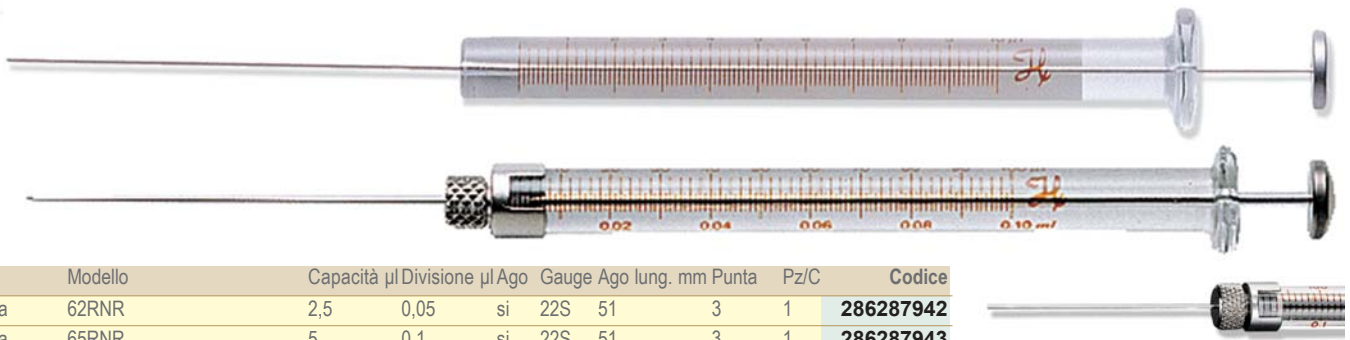 0.02 0.04 0.06 0.08 0.10 ml
Modello Capacità µl Divisione µl Ago Gauge Ago lung. mm Punta Pz/C Codice
a 62RNR 2,5 0,05 si 22S 51 3 1 286287942
a 65RNR 5 0,1 si 22S 51 3 1 286287943